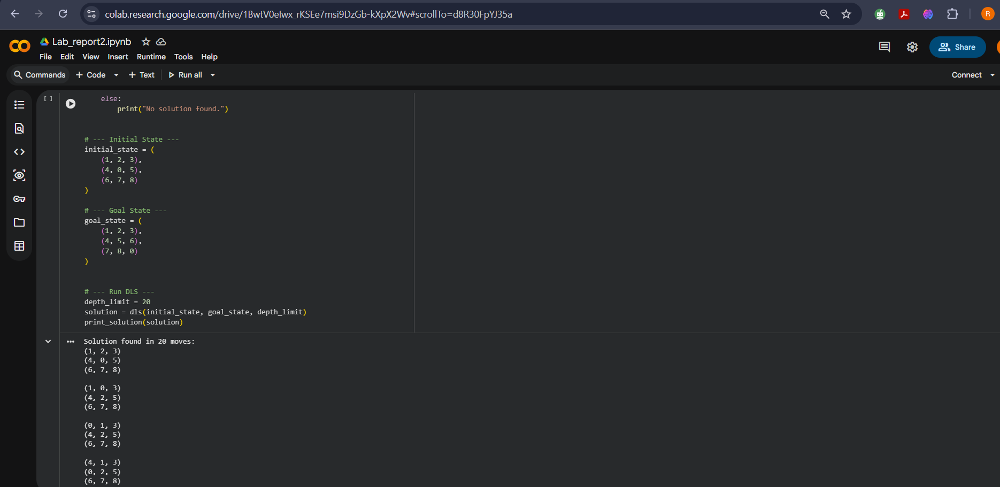 colab.research.google.com/drive/1BwtV0eIwx_rKSEe7msi9DzGb-kXpX2Wv#scrollTo=d8R30FpYJ35a
R
Lab_report2.ipynb
File Edit View Insert Runtime Tools Help
Share
Commands + Code + Text Run all
Connect
[ ]
    else:
        print("No solution found.")
# --- Initial State ---
initial_state = (
    (1, 2, 3),
    (4, 0, 5),
    (6, 7, 8)
)
# --- Goal State ---
goal_state = (
    (1, 2, 3),
    (4, 5, 6),
    (7, 8, 0)
)
# --- Run DLS ---
depth_limit = 20
solution = dls(initial_state, goal_state, depth_limit)
print_solution(solution)
Solution found in 20 moves:
(1, 2, 3)
(4, 0, 5)
(6, 7, 8)
(1, 0, 3)
(4, 2, 5)
(6, 7, 8)
(0, 1, 3)
(4, 2, 5)
(6, 7, 8)
(4, 1, 3)
(0, 2, 5)
(6, 7, 8)